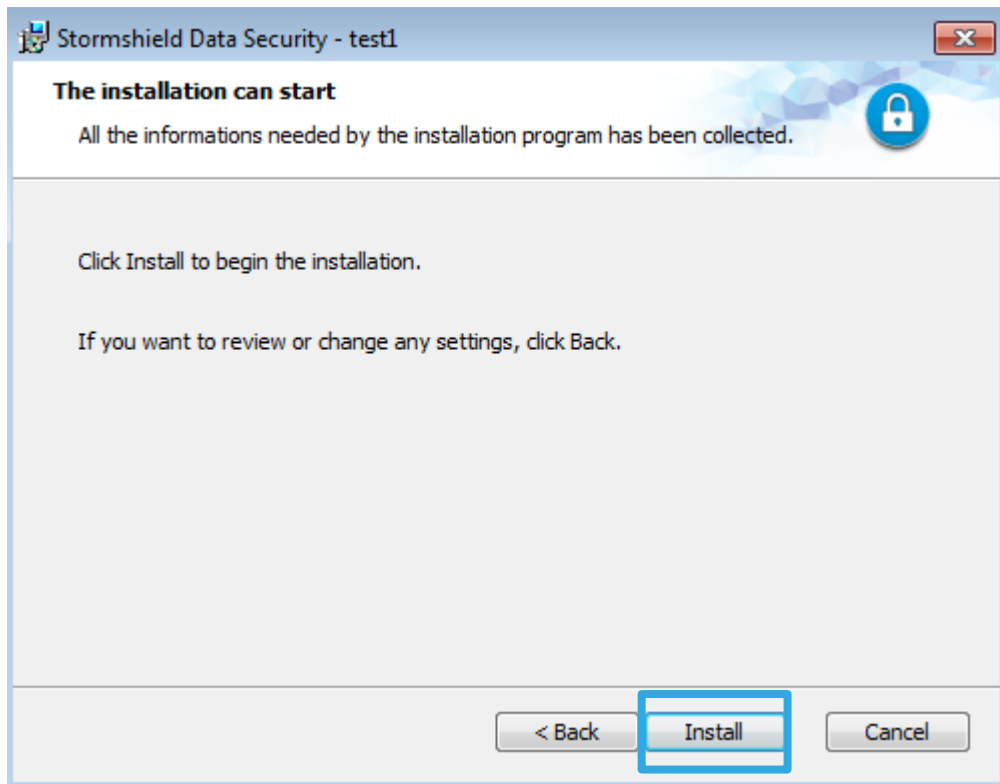 Stormshield Data Security - test1
The installation can start
All the informations needed by the installation program has been collected.
Click Install to begin the installation.
If you want to review or change any settings, click Back.
< Back Install Cancel